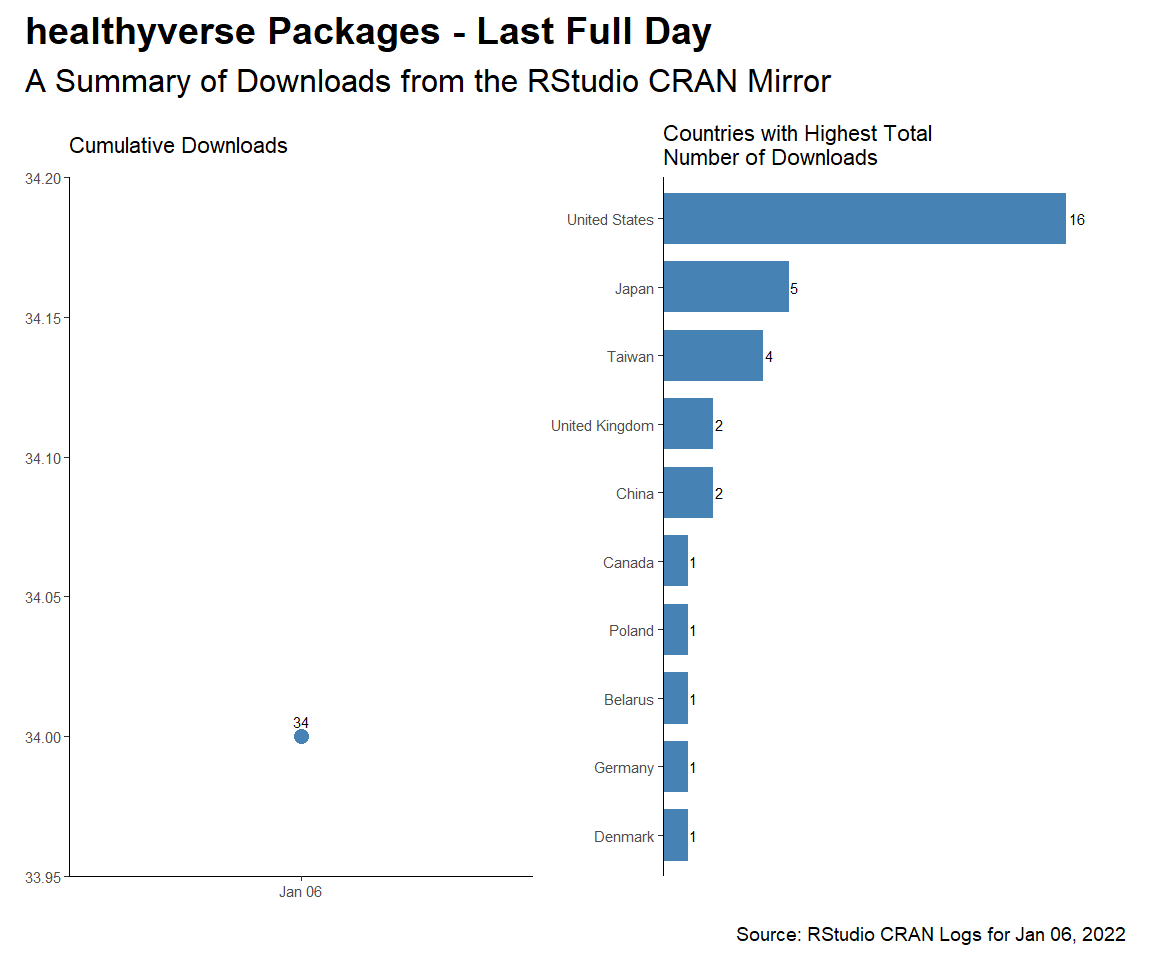 healthyverse Packages - Last Full Day
A Summary of Downloads from the RStudio CRAN Mirror
Cumulative Downloads
34.20
34.15
34.10
34.05
34.00
33.95
34
Jan 06
Countries with Highest Total
Number of Downloads
United States 16
Japan 5
Taiwan 4
United Kingdom 2
China 2
Canada 1
Poland 1
Belarus 1
Germany 1
Denmark 1
Source: RStudio CRAN Logs for Jan 06, 2022